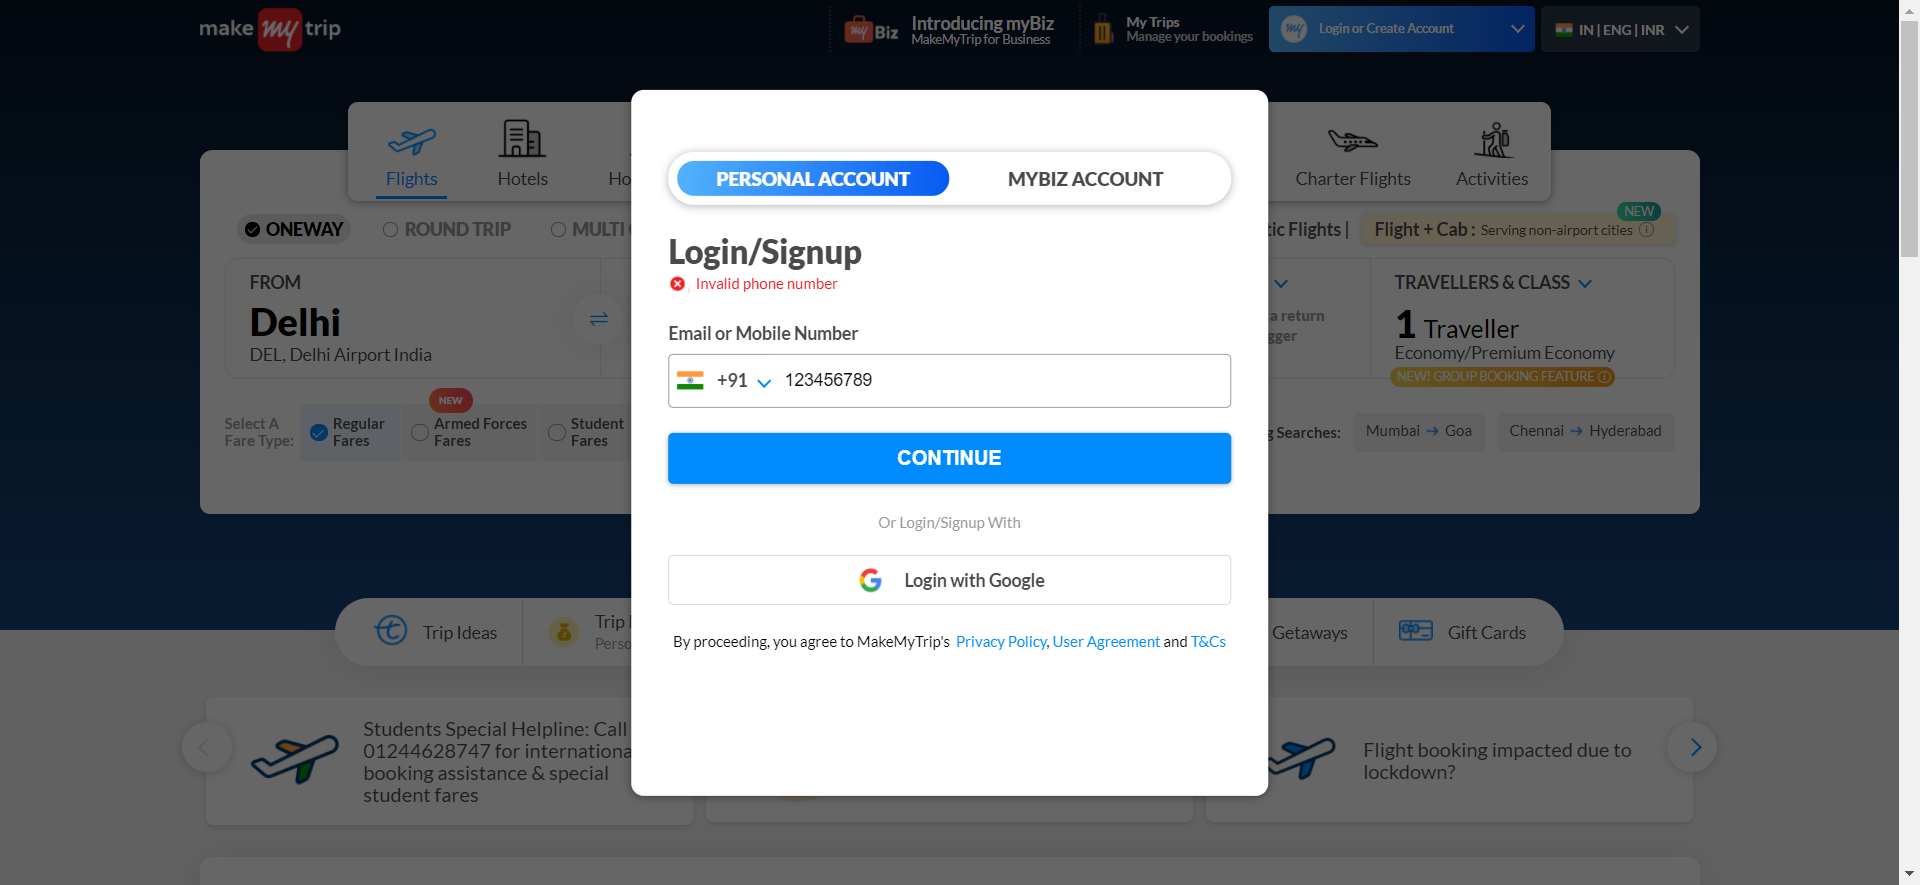 make my trip
my Biz
Introducing myBiz
MakeMyTrip for Business
My Trips
Manage your bookings
my
Login or Create Account
IN | ENG | INR
Flights
Hotels
Ho
Charter Flights
Activities
ONEWAY
ROUND TRIP
MULTI
tic Flights |
Flight + Cab : Serving non-airport cities
NEW
FROM
Delhi
DEL, Delhi Airport India
a return
gger
TRAVELLERS & CLASS
1 Traveller
Economy/Premium Economy
NEW! GROUP BOOKING FEATURE
Select A
Fare Type:
Regular
Fares
NEW
Armed Forces
Fares
Student
Fares
g Searches:
Mumbai → Goa
Chennai → Hyderabad
PERSONAL ACCOUNT
MYBIZ ACCOUNT
Login/Signup
Invalid phone number
Email or Mobile Number
+91
123456789
CONTINUE
Or Login/Signup With
Login with Google
By proceeding, you agree to MakeMyTrip's Privacy Policy, User Agreement and T&Cs
Trip Ideas
Trip
Perso
Getaways
Gift Cards
Students Special Helpline: Call
01244628747 for internationa
booking assistance & special
student fares
Flight booking impacted due to
lockdown?